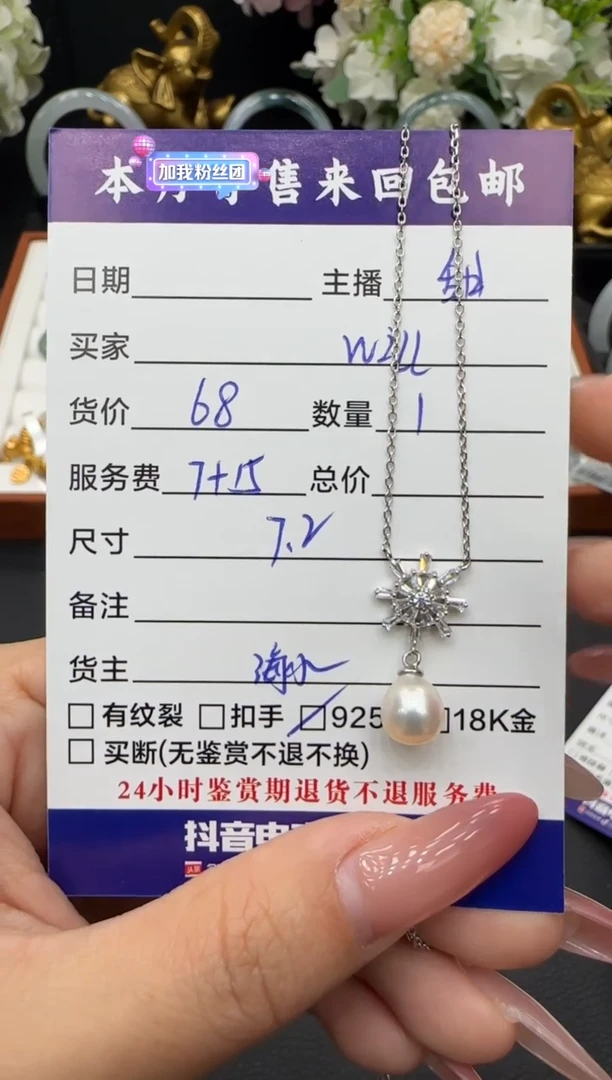 加我粉丝团
本月 售来回包邮
日期 主播
买家 will
货价 68 数量 1
服务费 7+15 总价
尺寸 7.2
备注
货主
□有纹裂 □扣手 □925 □18K金
□买断(无鉴赏不退不换)
24小时鉴赏期退货不退服务费
抖音电